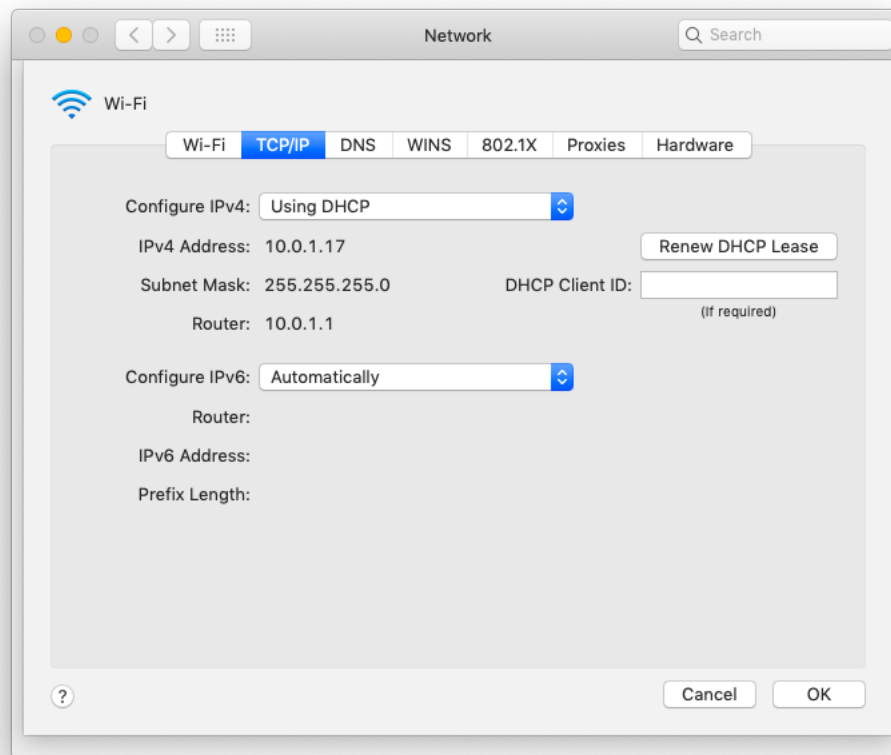 Network
Search
Wi-Fi
Wi-Fi TCP/IP DNS WINS 802.1X Proxies Hardware
Configure IPv4: Using DHCP
IPv4 Address: 10.0.1.17 Renew DHCP Lease
Subnet Mask: 255.255.255.0 DHCP Client ID:
(If required)
Router: 10.0.1.1
Configure IPv6: Automatically
Router:
IPv6 Address:
Prefix Length:
? Cancel OK